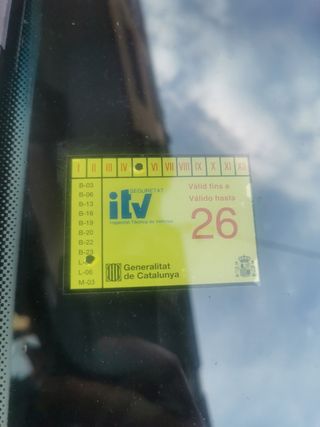 I II III IV VI VII VIII IX X XI XII
B-03
B-06
B-13
B-16
B-19
B-20
B-22
B-23
L-06
M-03
SEGURETAT
itv
Inspecció Tècnica de Vehicles
Vàlid fins a
Válido hasta
26
Generalitat
de Catalunya